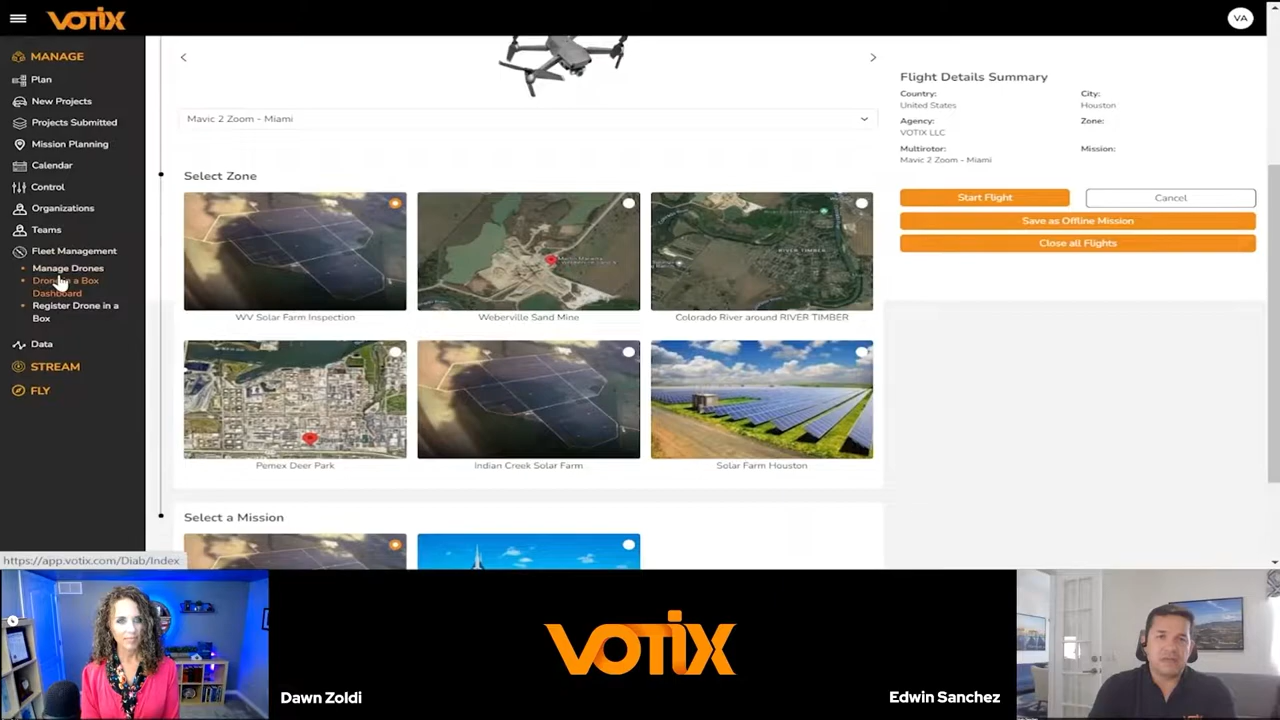 VOTIX
VA
MANAGE
Plan
New Projects
Projects Submitted
Mission Planning
Calendar
Control
Organizations
Teams
Fleet Management
Manage Drones
Drone in a Box
Dashboard
Register Drone in a
Box
Data
STREAM
FLY
https://app.votix.com/Diab/Index
Mavic 2 Zoom - Miami
Select Zone
WV Solar Farm Inspection
Weberville Sand Mine
Colorado River around RIVER TIMBER
RIVER TIMBER
Pemex Deer Park
Indian Creek Solar Farm
Solar Farm Houston
Select a Mission
Flight Details Summary
Country:
United States
City:
Houston
Agency:
VOTIX LLC
Zone:
Multirotor:
Mavic 2 Zoom - Miami
Mission:
Start Flight
Cancel
Save as Offline Mission
Close all Flights
Dawn Zoldi
VOTIX
Edwin Sanchez